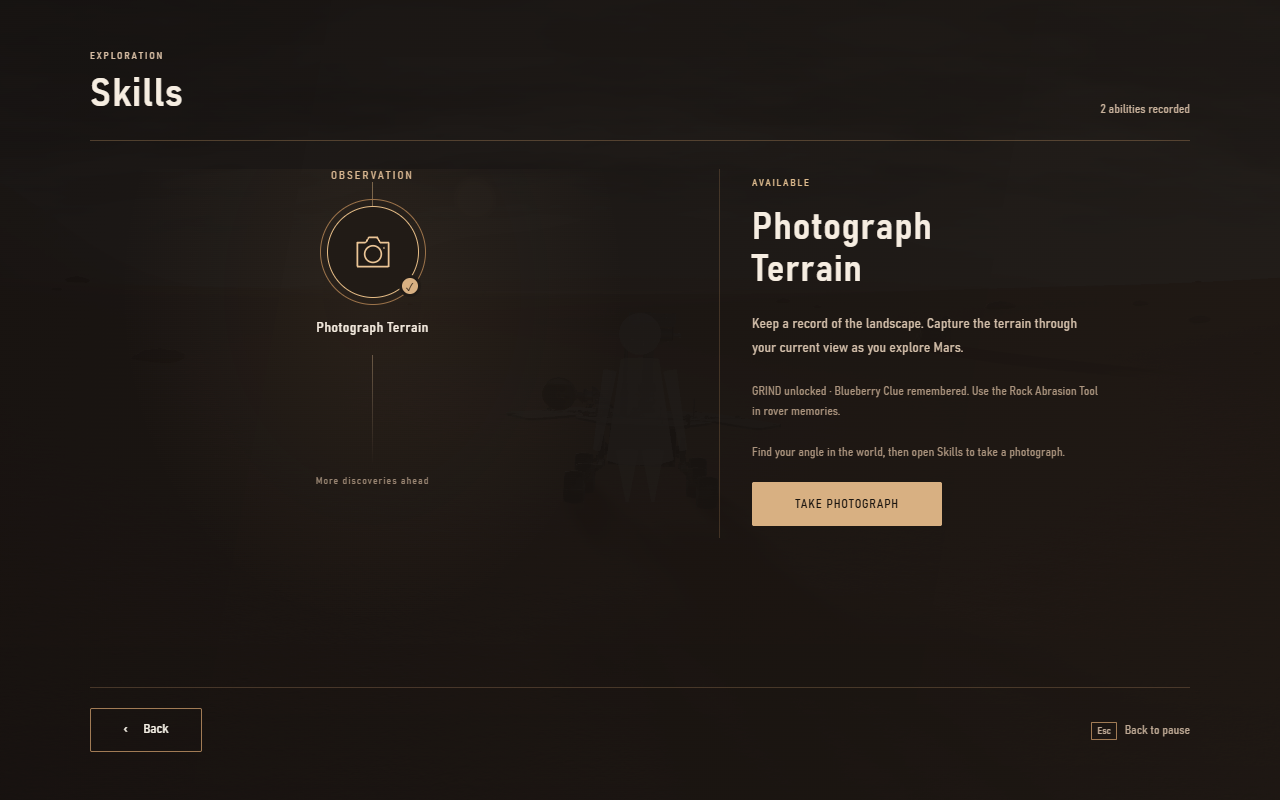 EXPLORATION
Skills
2 abilities recorded
OBSERVATION
Photograph Terrain
More discoveries ahead
AVAILABLE
Photograph
Terrain
Keep a record of the landscape. Capture the terrain through
your current view as you explore Mars.
GRIND unlocked · Blueberry Clue remembered. Use the Rock Abrasion Tool
in rover memories.
Find your angle in the world, then open Skills to take a photograph.
TAKE PHOTOGRAPH
‹ Back
Esc Back to pause